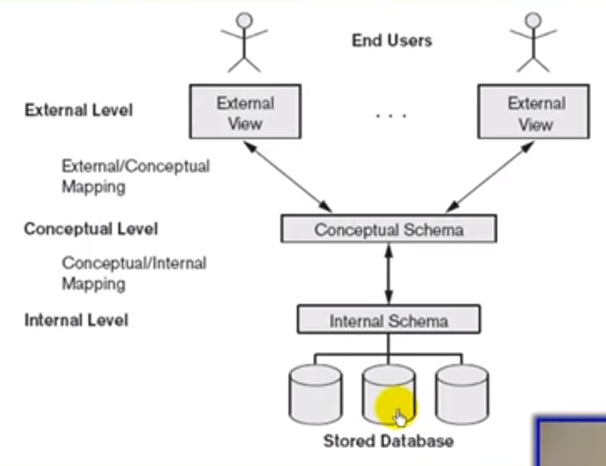 End Users
External Level
External
View
. . .
External
View
External/Conceptual
Mapping
Conceptual Level
Conceptual Schema
Conceptual/Internal
Mapping
Internal Level
Internal Schema
Stored Database